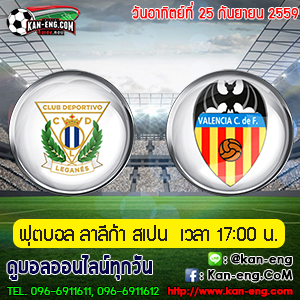 KAN-ENG.COM
วันอาทิตย์ที่ 25 กันยายน 2559
CLUB DEPORTIVO
C D
LEGANÉS
VALENCIA C. de F.
ฟุตบอล ลาลีก้า สเปน เวลา 17:00 น.
ดูบอลออนไลน์ทุกวัน
TEL. 096-6911611, 096-6911612
LINE
: @kan-eng
: kan-eng
: Kan-Eng.CoM